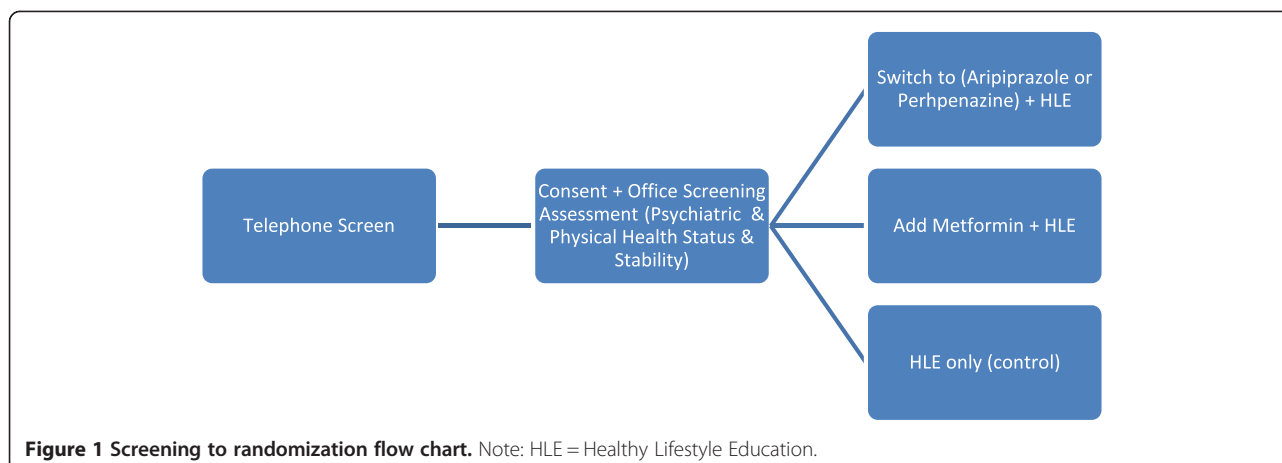 Telephone Screen
Consent + Office Screening
Assessment (Psychiatric &
Physical Health Status &
Stability)
Switch to (Aripiprazole or
Perhpenazine) + HLE
Add Metformin + HLE
HLE only (control)
Figure 1 Screening to randomization flow chart. Note: HLE = Healthy Lifestyle Education.